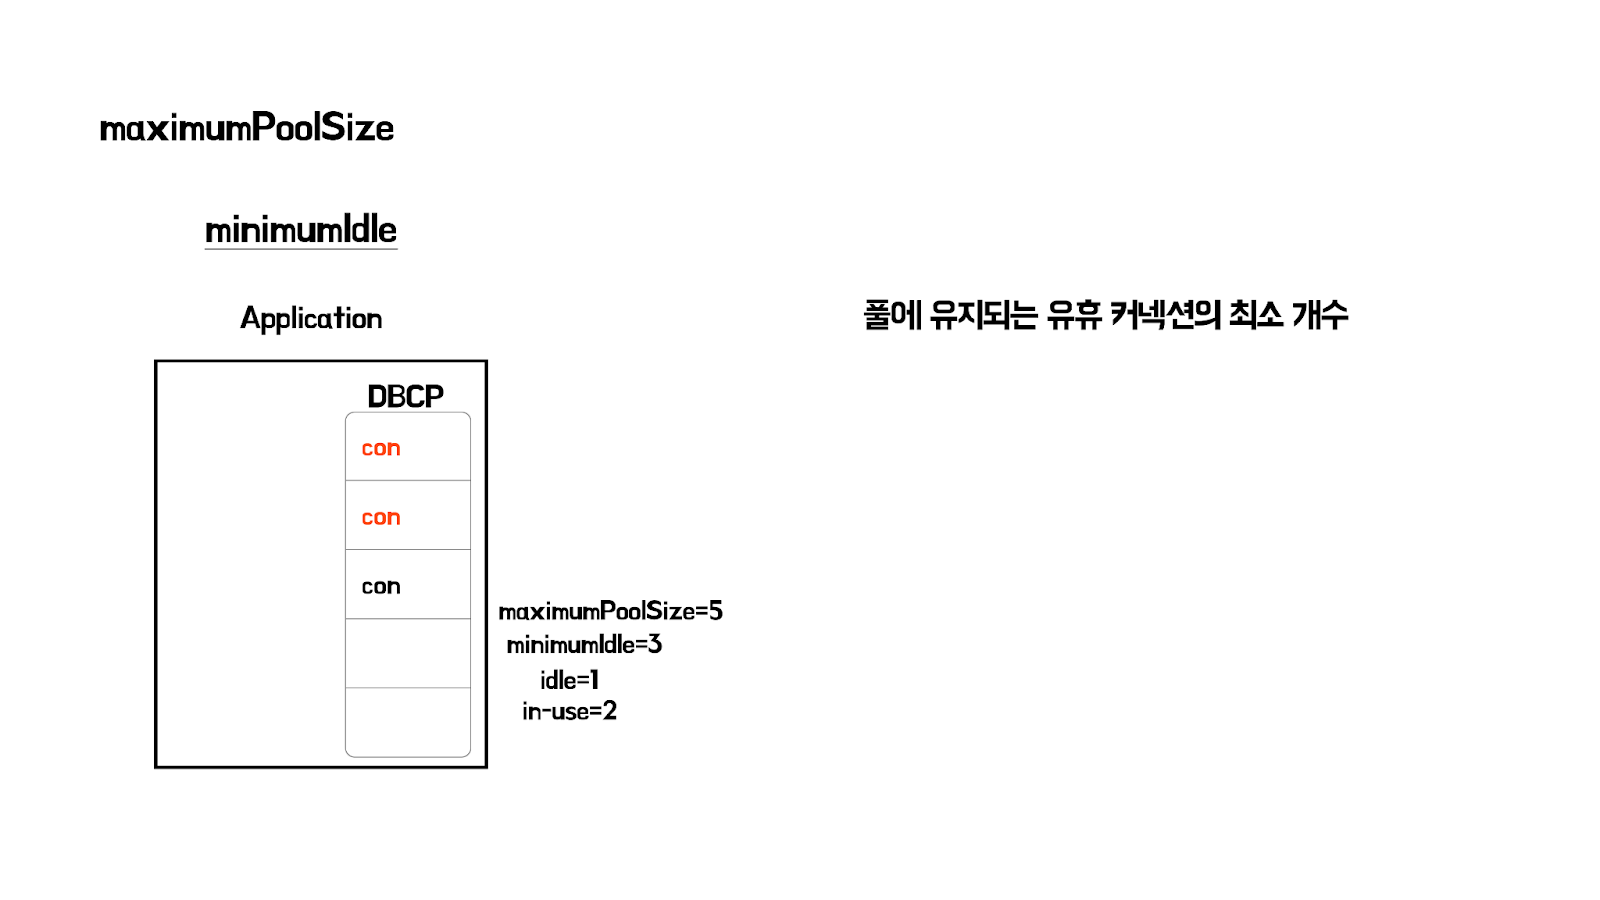 maximumPoolSize
minimumIdle
Application
풀에 유지되는 유휴 커넥션의 최소 개수
DBCP
con
con
con
maximumPoolSize=5
minimumIdle=3
idle=1
in-use=2